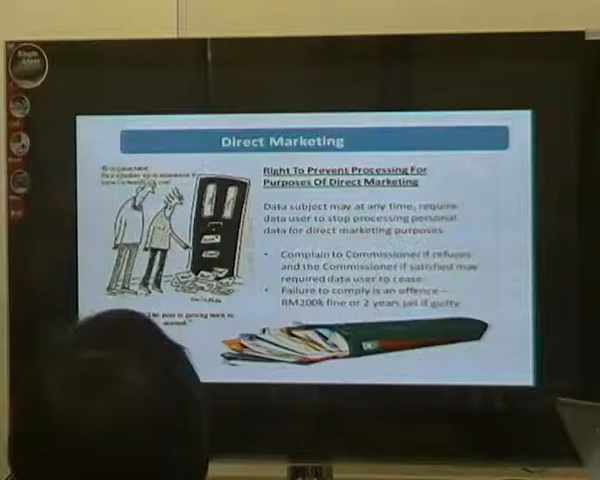 Direct Marketing
Right To Prevent Processing For
Purposes Of Direct Marketing
Data subject may at any time, require
data user to stop processing personal
data for direct marketing purposes
• Complain to Commissioner if refuses
and the Commissioner if satisfied may
required data user to cease
• Failure to comply is an offence –
RM200k fine or 2 years jail if guilty